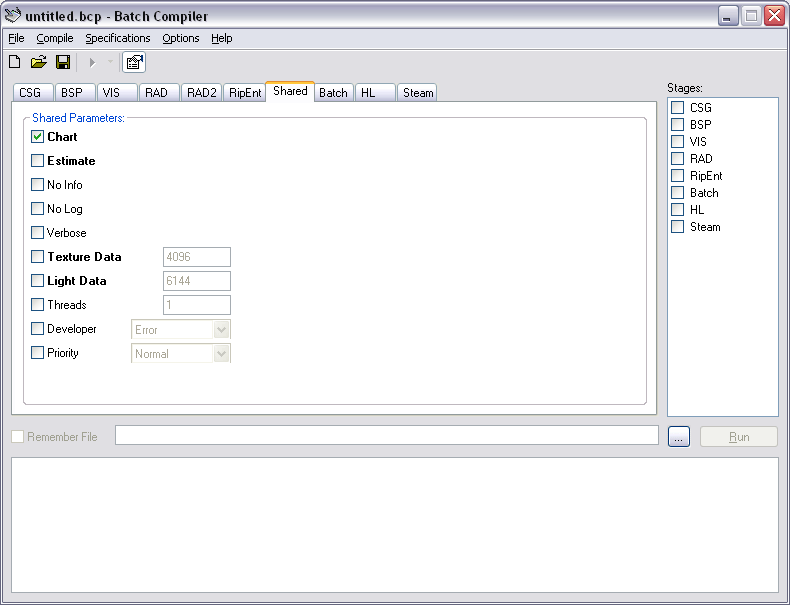 untitled.bcp - Batch Compiler
File Compile Specifications Options Help
CSG BSP VIS RAD RAD2 RipEnt Shared Batch HL Steam
Stages:
Shared Parameters:
Chart
Estimate
No Info
No Log
Verbose
Texture Data 4096
Light Data 6144
Threads 1
Developer Error
Priority Normal
CSG
BSP
VIS
RAD
RipEnt
Batch
HL
Steam
Remember File ... Run